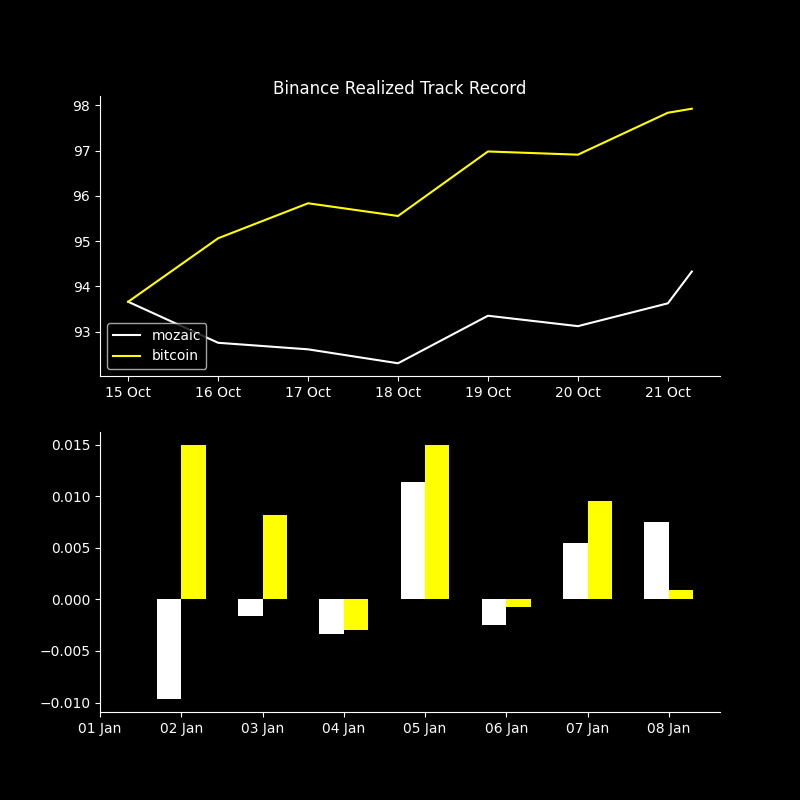 Binance Realized Track Record
98
97
96
95
94
93
mozaic
bitcoin
15 Oct 16 Oct 17 Oct 18 Oct 19 Oct 20 Oct 21 Oct
0.015
0.010
0.005
0.000
−0.005
−0.010
01 Jan 02 Jan 03 Jan 04 Jan 05 Jan 06 Jan 07 Jan 08 Jan